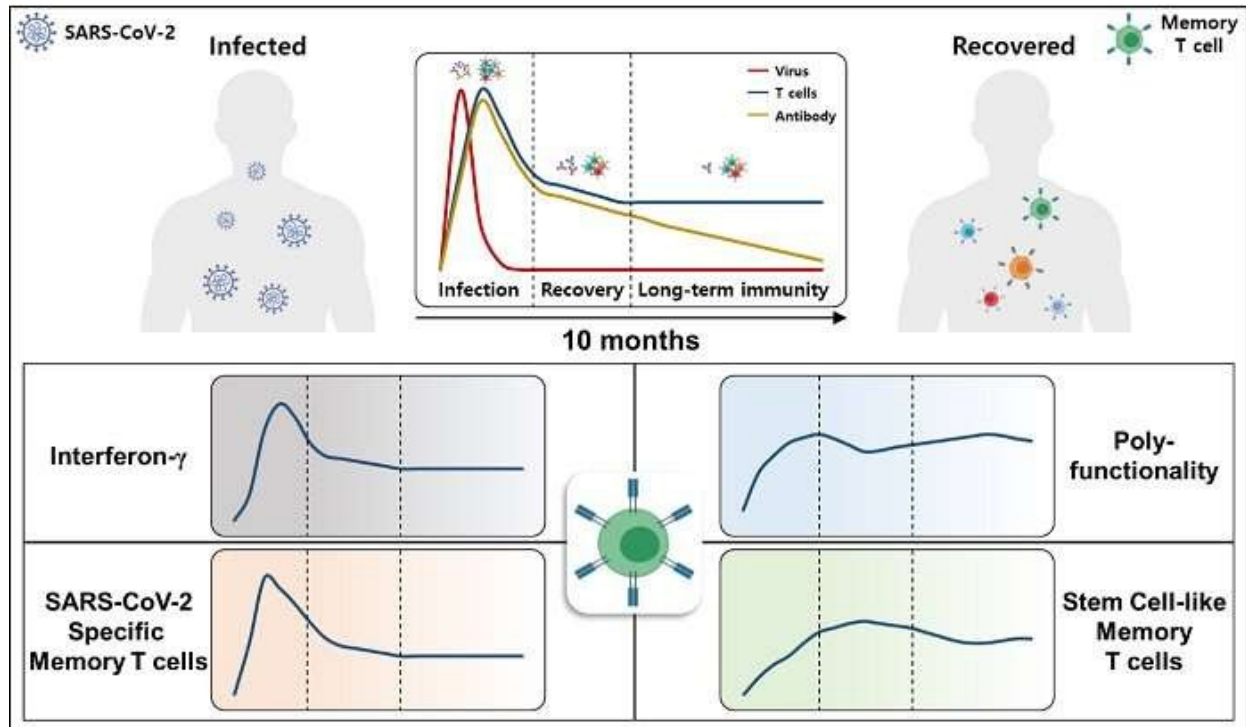 SARS-CoV-2
Infected
Recovered
Memory
T cell
Virus
T cells
Antibody
Infection
Recovery
Long-term immunity
10 months
Interferon-γ
Poly-
functionality
SARS-CoV-2
Specific
Memory T cells
Stem Cell-like
Memory
T cells